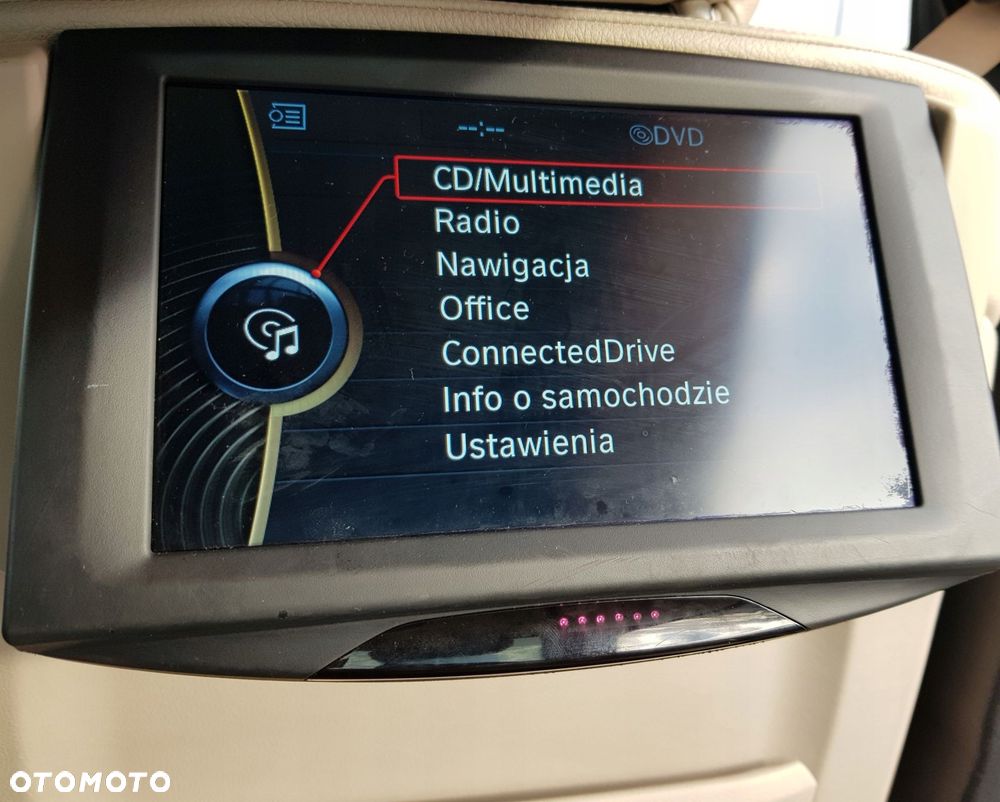 --:-- DVD
CD/Multimedia
Radio
Nawigacja
Office
ConnectedDrive
Info o samochodzie
Ustawienia
OTOMOTO